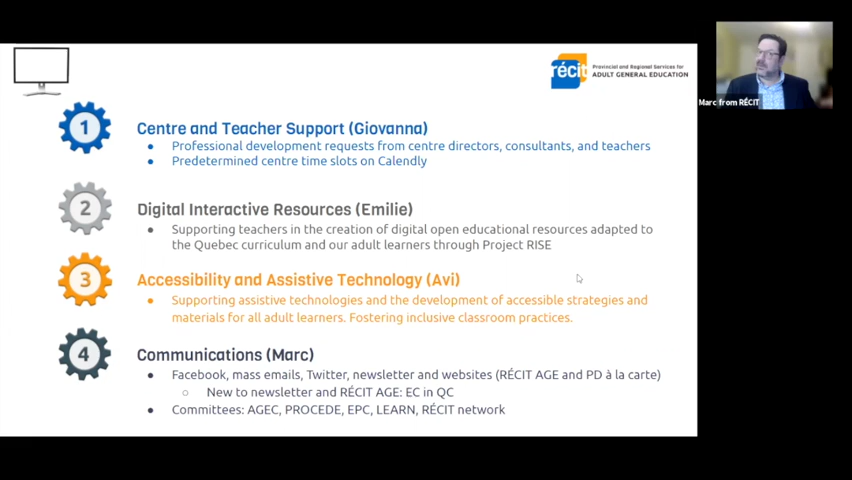 récit Provincial and Regional Services for
ADULT GENERAL EDUCATION
Marc from RÉCIT
1 Centre and Teacher Support (Giovanna)
• Professional development requests from centre directors, consultants, and teachers
• Predetermined centre time slots on Calendly
2 Digital Interactive Resources (Emilie)
• Supporting teachers in the creation of digital open educational resources adapted to
the Quebec curriculum and our adult learners through Project RISE
3 Accessibility and Assistive Technology (Avi)
• Supporting assistive technologies and the development of accessible strategies and
materials for all adult learners. Fostering inclusive classroom practices.
4 Communications (Marc)
• Facebook, mass emails, Twitter, newsletter and websites (RÉCIT AGE and PD à la carte)
○ New to newsletter and RÉCIT AGE: EC in QC
• Committees: AGEC, PROCEDE, EPC, LEARN, RÉCIT network